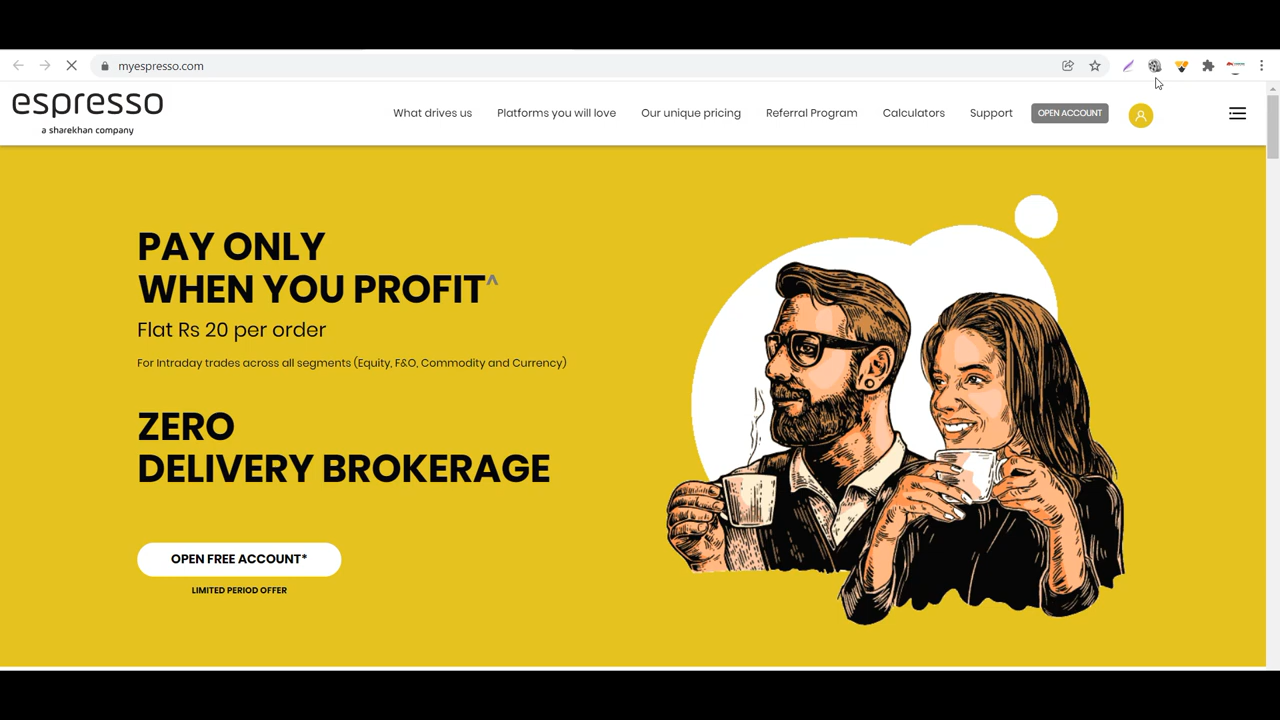 myespresso.com
espresso
a sharekhan company
What drives us
Platforms you will love
Our unique pricing
Referral Program
Calculators
Support
OPEN ACCOUNT
PAY ONLY
WHEN YOU PROFIT^
Flat Rs 20 per order
For Intraday trades across all segments (Equity, F&O, Commodity and Currency)
ZERO
DELIVERY BROKERAGE
OPEN FREE ACCOUNT*
LIMITED PERIOD OFFER